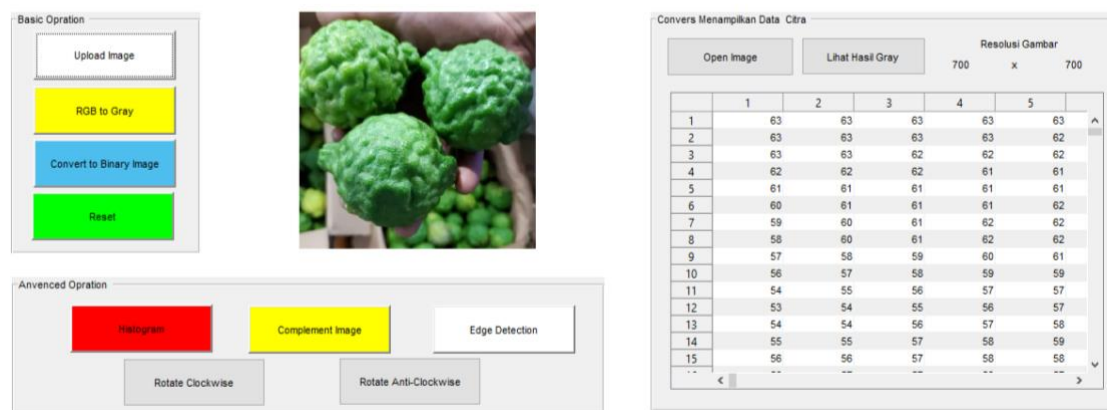 Basic Opration
Upload Image
RGB to Gray
Convert to Binary Image
Reset
Anvenced Opration
Histogram
Complement Image
Edge Detection
Rotate Clockwise
Rotate Anti-Clockwise
Convers Menampilkan Data Citra
Open Image
Lihat Hasil Gray
Resolusi Gambar
700 x 700
1 2 3 4 5
1 63 63 63 63 63
2 63 63 63 63 62
3 63 63 62 62 62
4 62 62 62 61 61
5 61 61 61 61 61
6 60 61 61 61 62
7 59 60 61 62 62
8 58 60 61 62 62
9 57 58 59 60 61
10 56 57 58 59 59
11 54 55 56 57 57
12 53 54 55 56 57
13 54 54 56 57 58
14 55 55 57 58 59
15 56 56 57 58 58